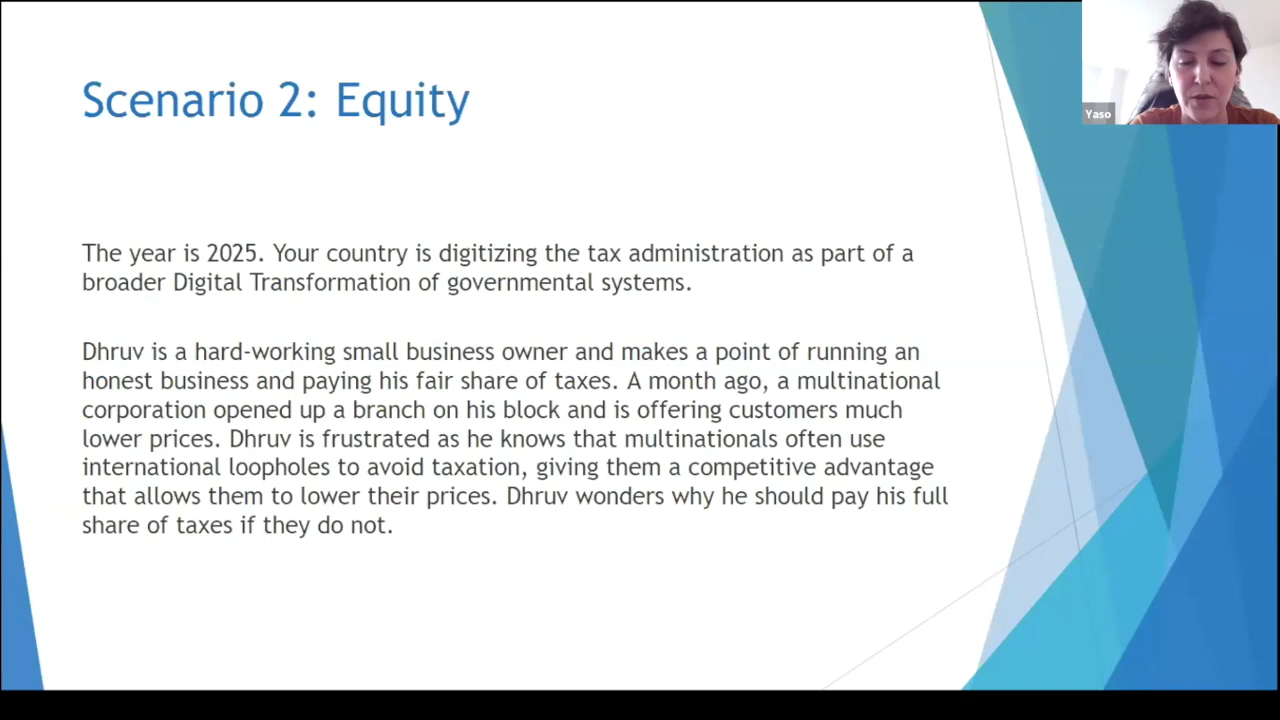 Scenario 2: Equity
Yaso
The year is 2025. Your country is digitizing the tax administration as part of a
broader Digital Transformation of governmental systems.
Dhruv is a hard-working small business owner and makes a point of running an
honest business and paying his fair share of taxes. A month ago, a multinational
corporation opened up a branch on his block and is offering customers much
lower prices. Dhruv is frustrated as he knows that multinationals often use
international loopholes to avoid taxation, giving them a competitive advantage
that allows them to lower their prices. Dhruv wonders why he should pay his full
share of taxes if they do not.